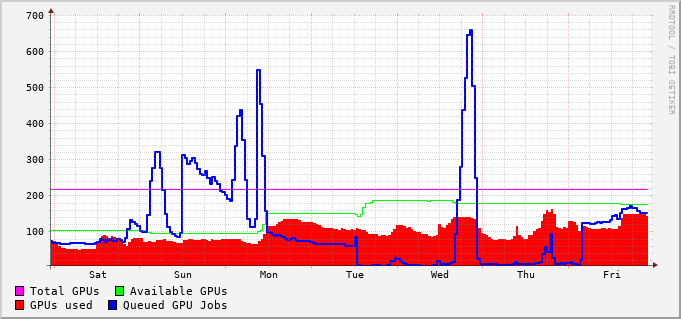 700
600
500
400
300
200
100
Sat Sun Mon Tue Wed Thu Fri
Total GPUs Available GPUs
GPUs used Queued GPU Jobs
RRDTOOL / TOBI OETIKER